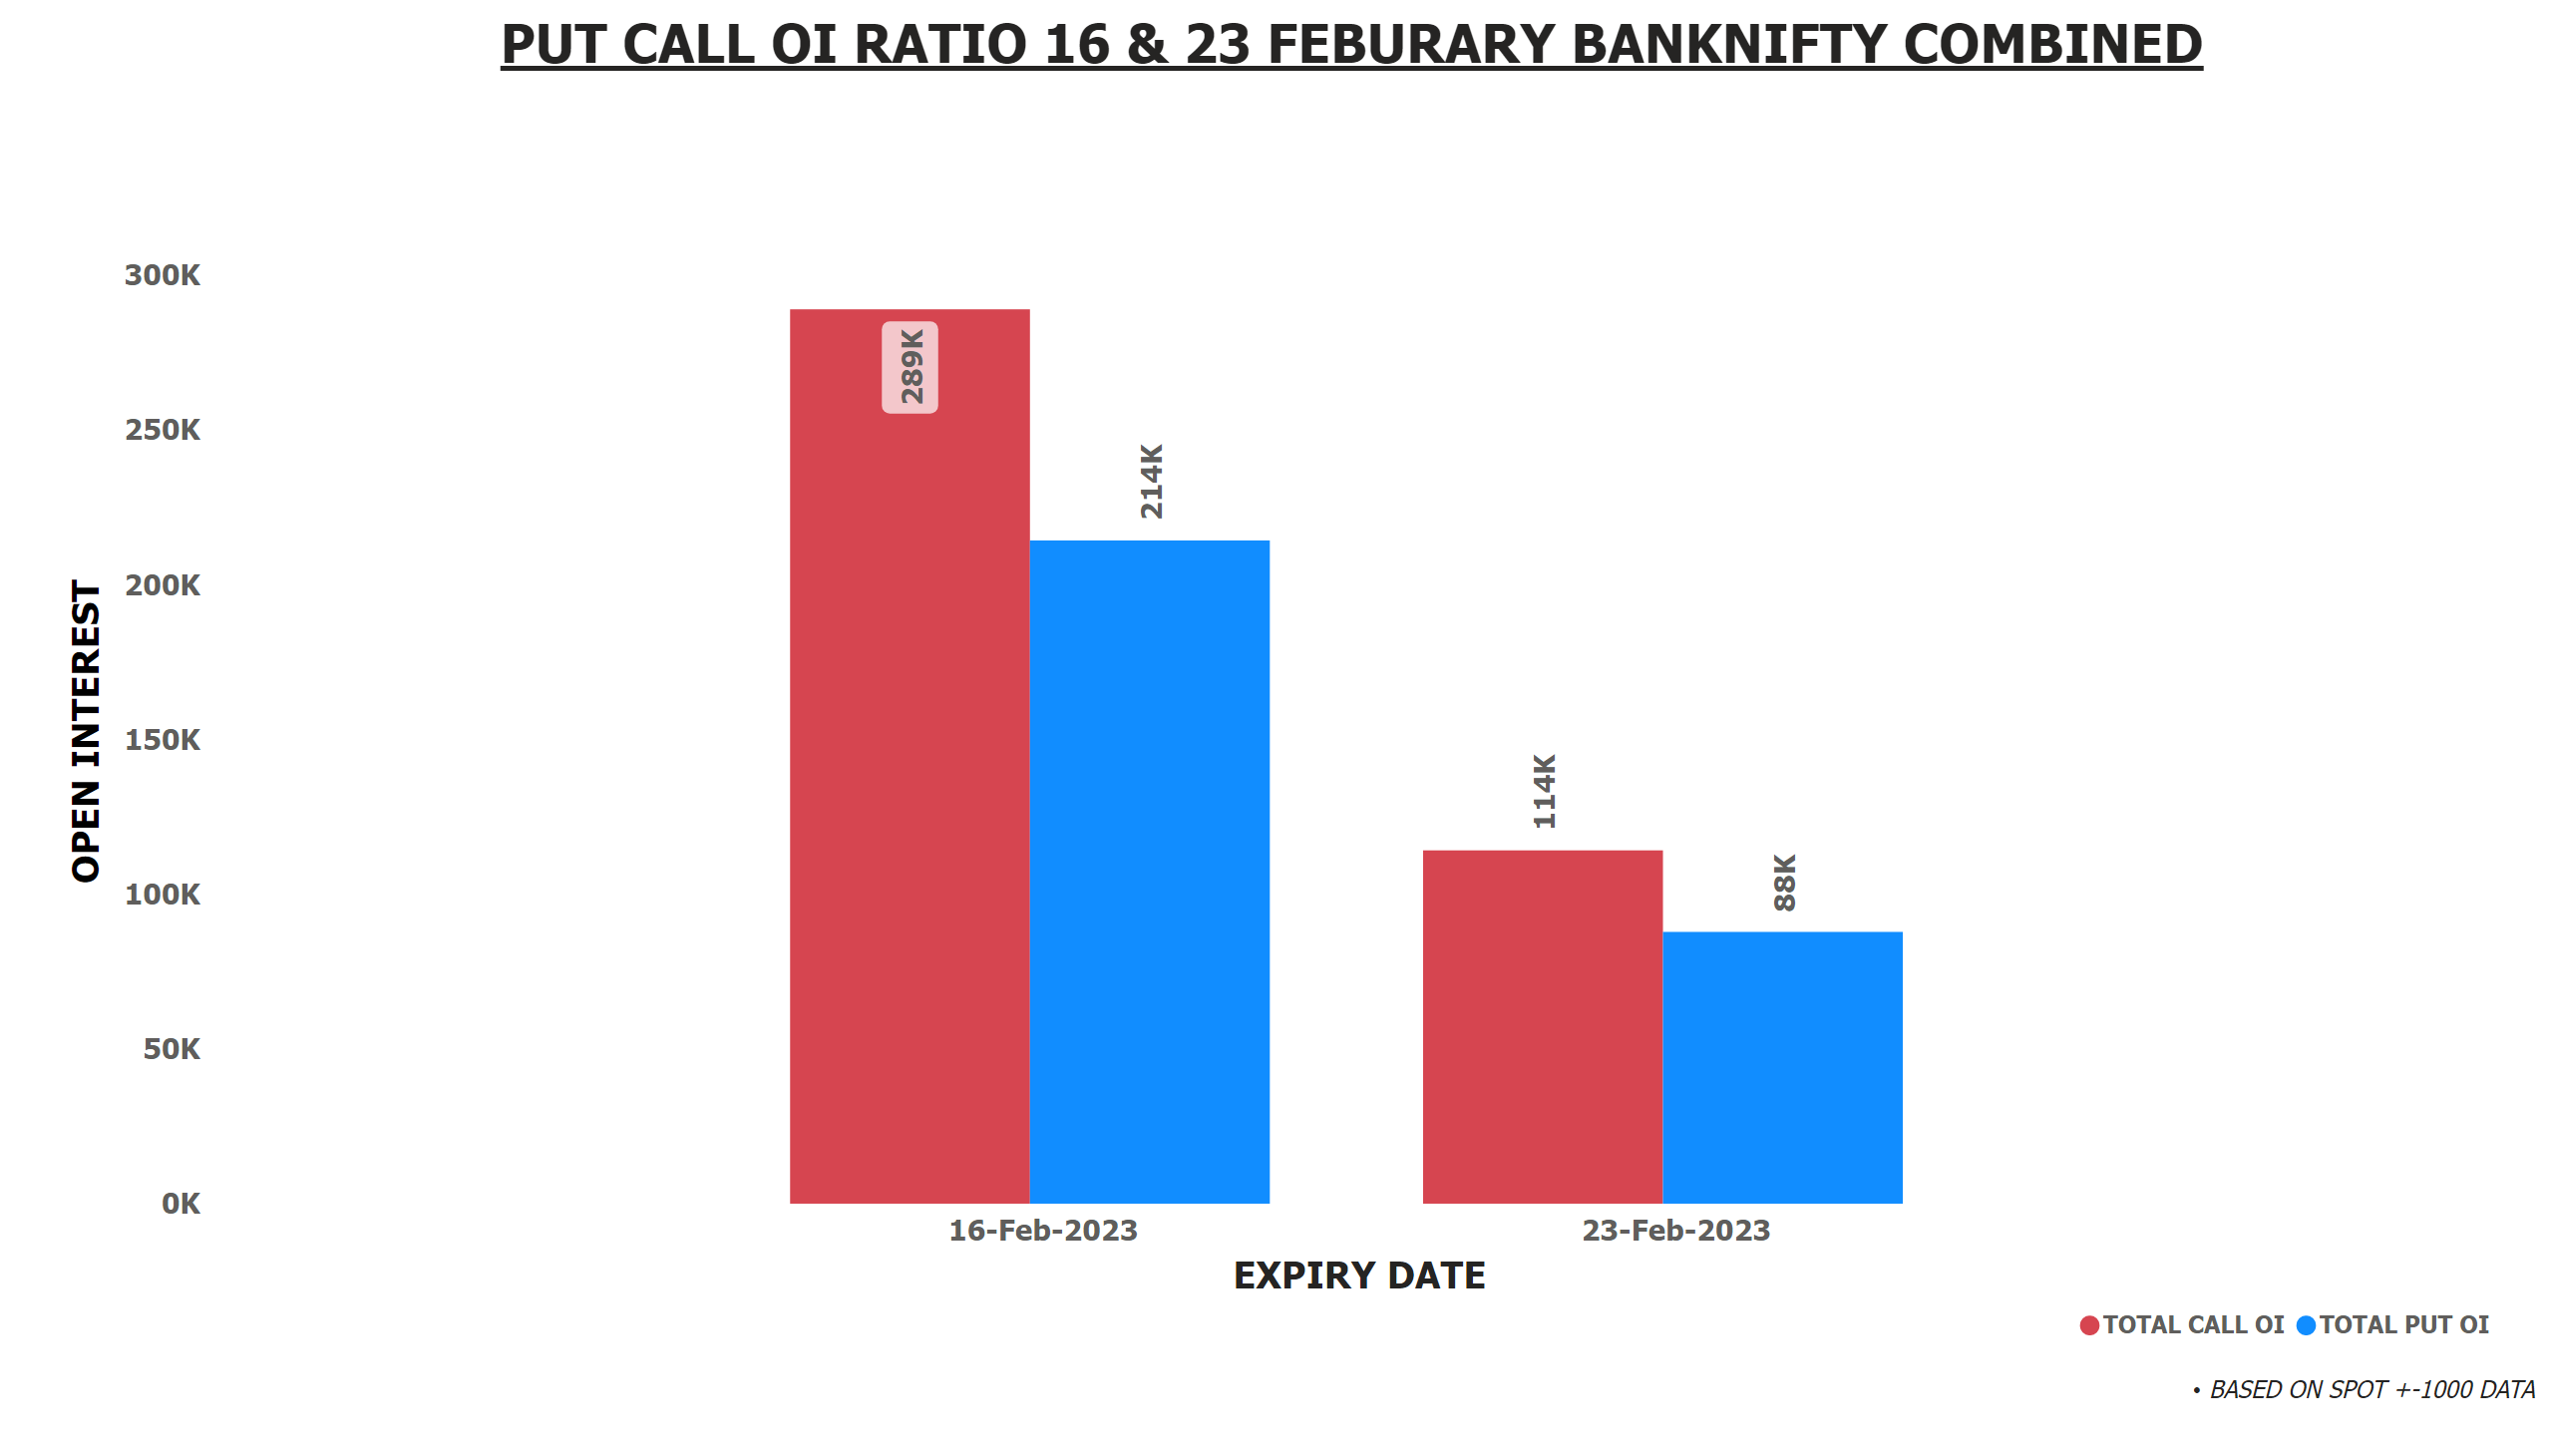 PUT CALL OI RATIO 16 & 23 FEBURARY BANKNIFTY COMBINED
OPEN INTEREST
300K
250K
200K
150K
100K
50K
0K
289K
214K
114K
88K
16-Feb-2023
23-Feb-2023
EXPIRY DATE
TOTAL CALL OI
TOTAL PUT OI
• BASED ON SPOT +-1000 DATA